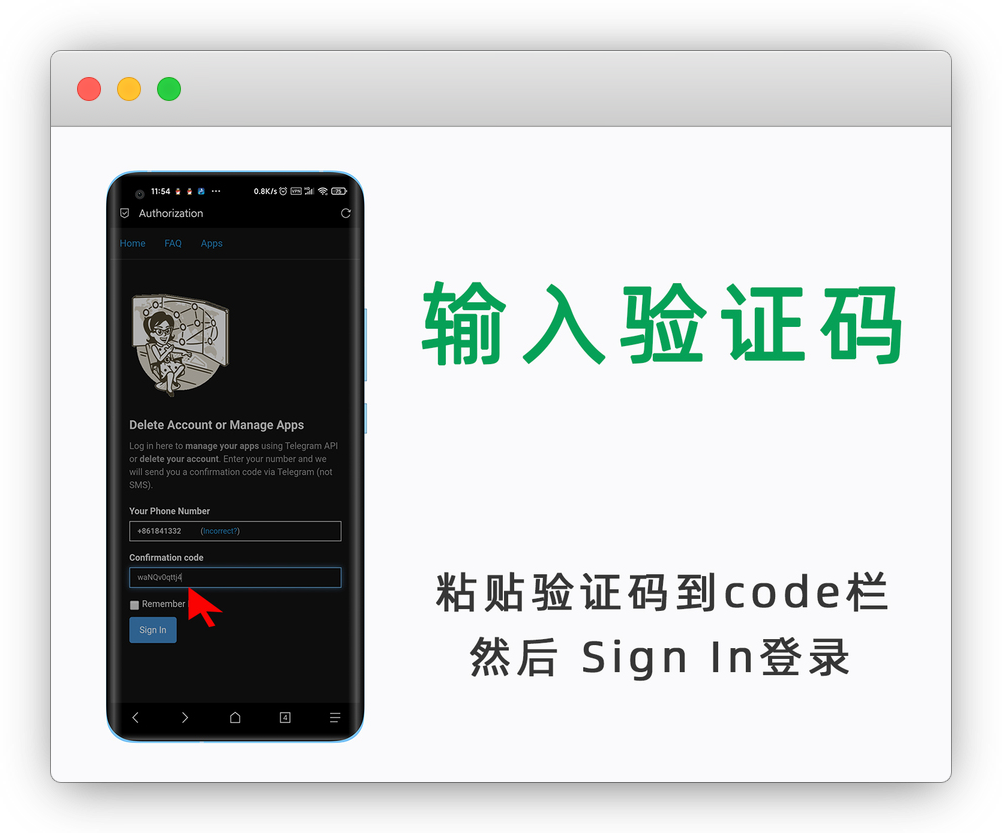 11:54 0.8K/s VPN 75
Authorization
Home FAQ Apps
Delete Account or Manage Apps
Log in here to manage your apps using Telegram API
or delete your account. Enter your number and we
will send you a confirmation code via Telegram (not
SMS).
Your Phone Number
+861841332 (Incorrect?)
Confirmation code
waNQv0qttj4
Remember
Sign In
4
输入验证码
粘贴验证码到code栏
然后 Sign In登录